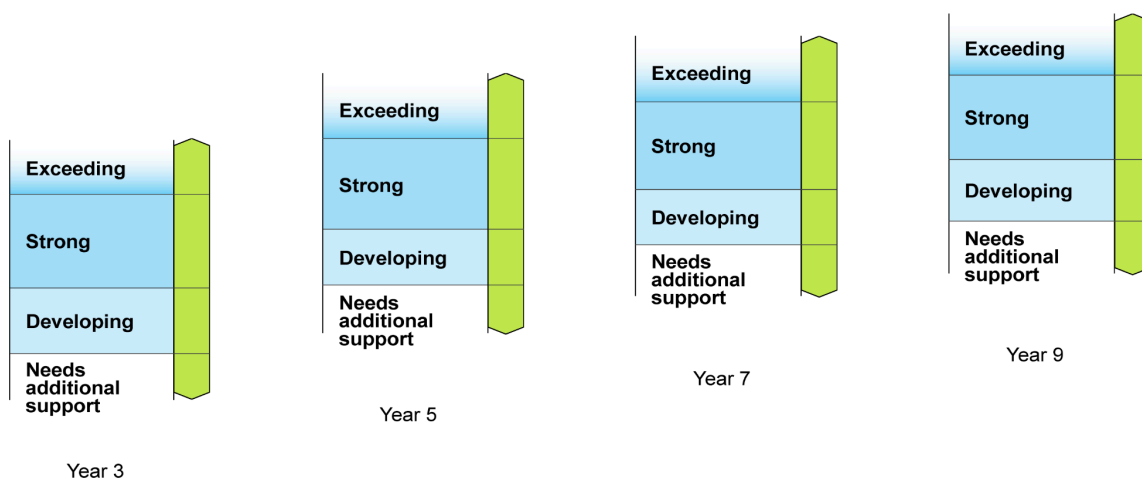 Exceeding
Strong
Developing
Needs
additional
support
Year 3
Exceeding
Strong
Developing
Needs
additional
support
Year 5
Exceeding
Strong
Developing
Needs
additional
support
Year 7
Exceeding
Strong
Developing
Needs
additional
support
Year 9